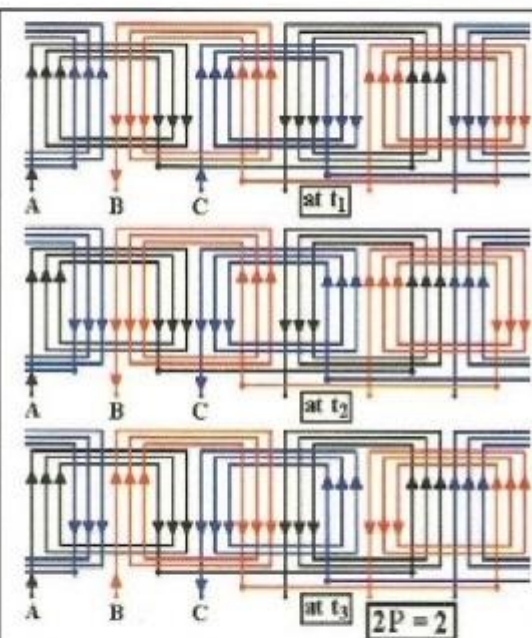 A B C at t₁
A B C at t₂
A B C at t₃ 2P = 2